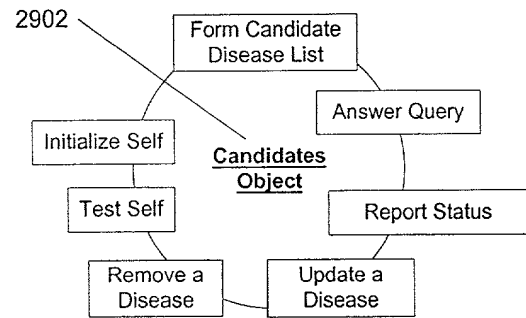 2902
Form Candidate
Disease List
Answer Query
Initialize Self
Candidates
Object
Test Self
Report Status
Remove a
Disease
Update a
Disease